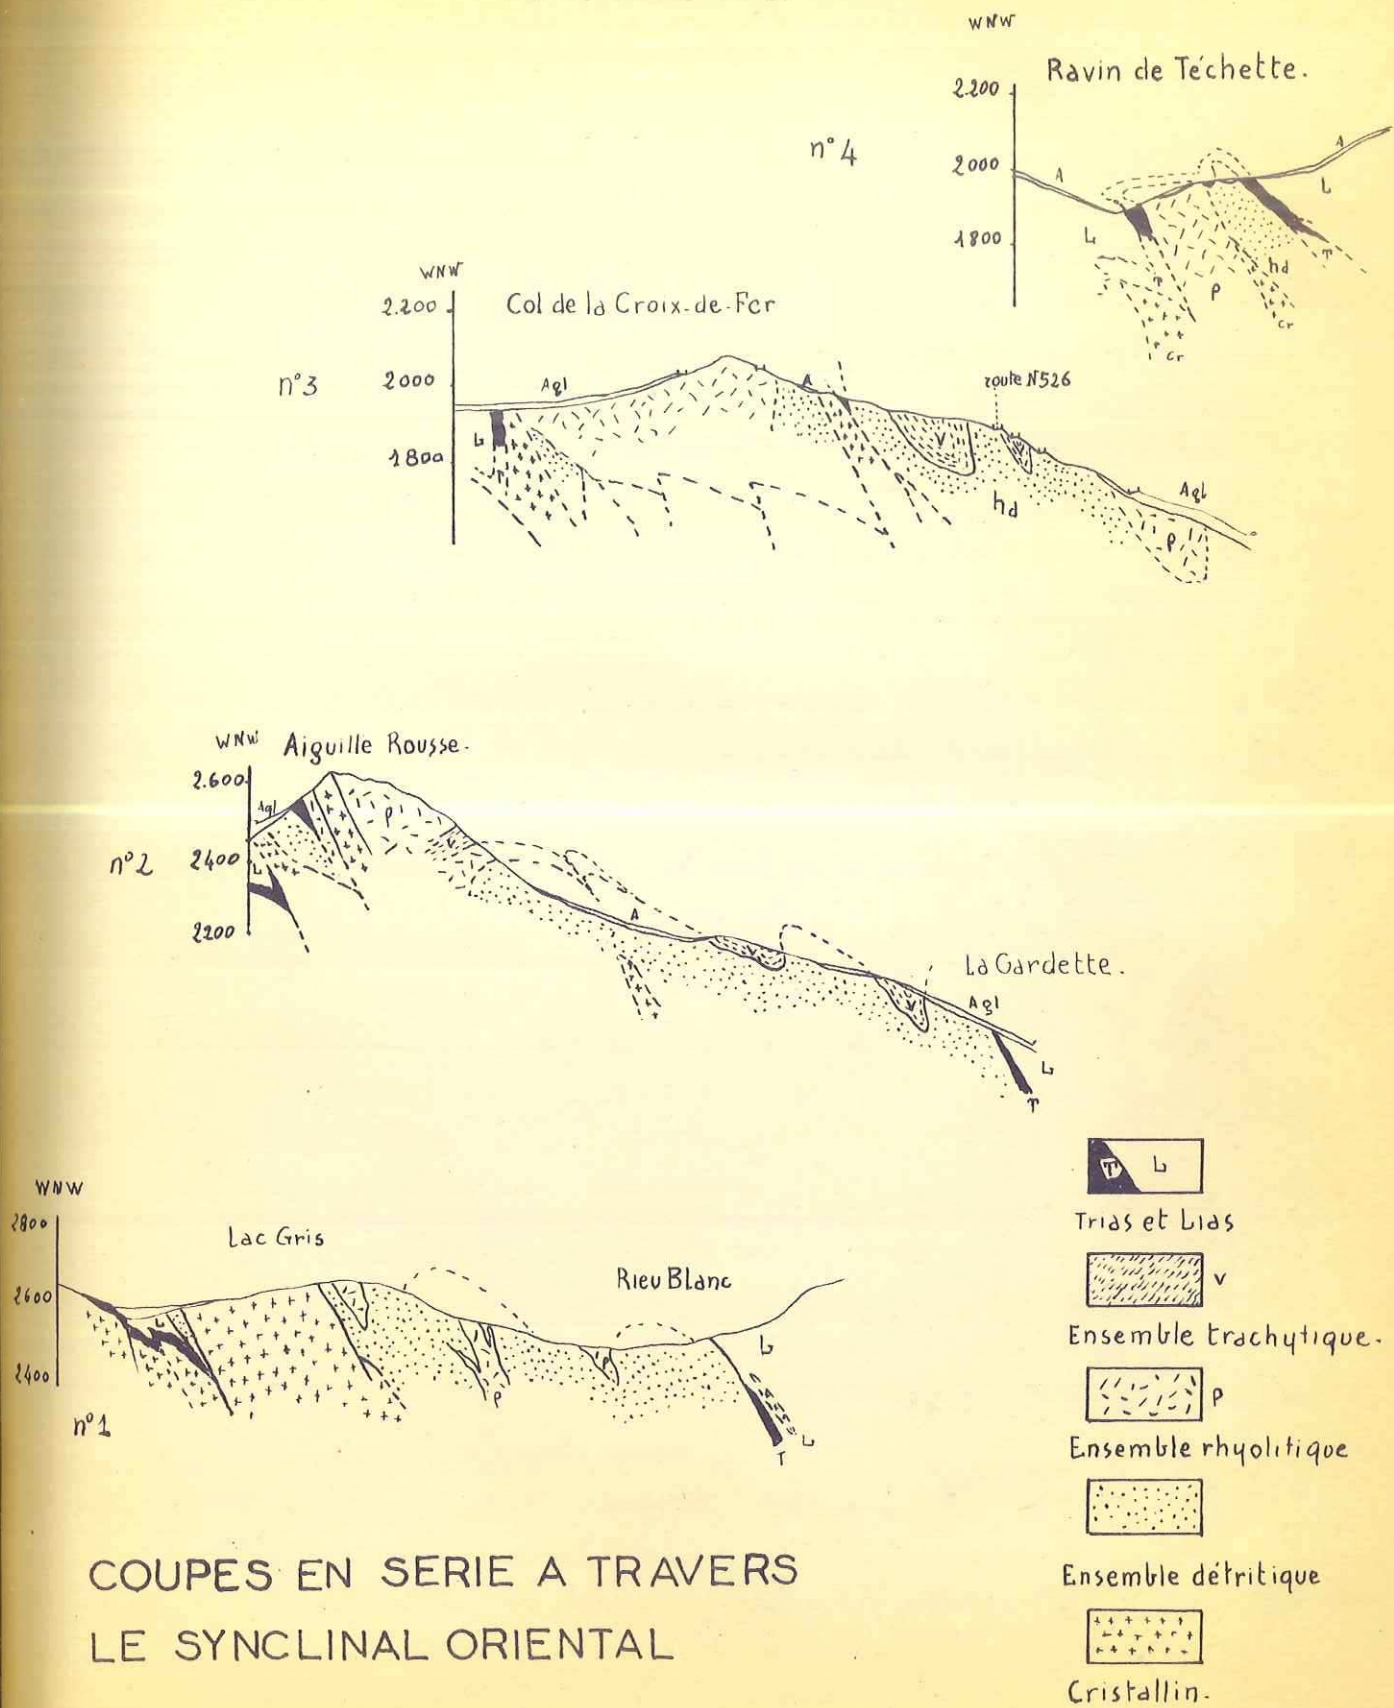 WNW
Ravin de Téchette.
2.200
n°4
2000
A
A
L
L
1800
T
hd
T
p
Cr
Cr
WNW
2.200
Col de la Croix-de-Fer
n°3
2000
Agl
A
route N526
L
V
V
1800
T
hd
Agl
p
WNW
Aiguille Rousse.
2.600
Agl
p
V
n°2
2400
L
A
2200
V
La Gardette.
V
Agl
L
T
WNW
2800
Lac Gris
2600
Rieu Blanc
L
p
2400
p
n°1
L
T
T L
Trias et Lias
V
Ensemble trachytique.
p
Ensemble rhyolitique
Ensemble détritique
Cristallin.
COUPES EN SERIE A TRAVERS
LE SYNCLINAL ORIENTAL